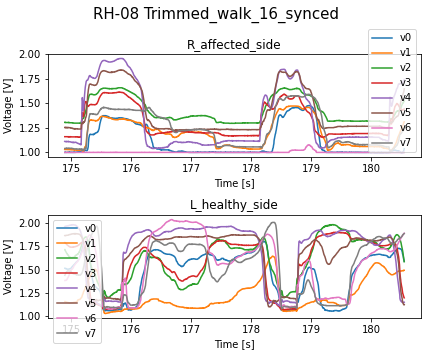 RH-08 Trimmed_walk_16_synced
R_affected_side
Voltage [V]
2.00
1.75
1.50
1.25
1.00
175
176
177
178
179
180
Time [s]
v0
v1
v2
v3
v4
v5
v6
v7
L_healthy_side
Voltage [V]
2.00
1.75
1.50
1.25
1.00
175
176
177
178
179
180
Time [s]
v0
v1
v2
v3
v4
v5
v6
v7